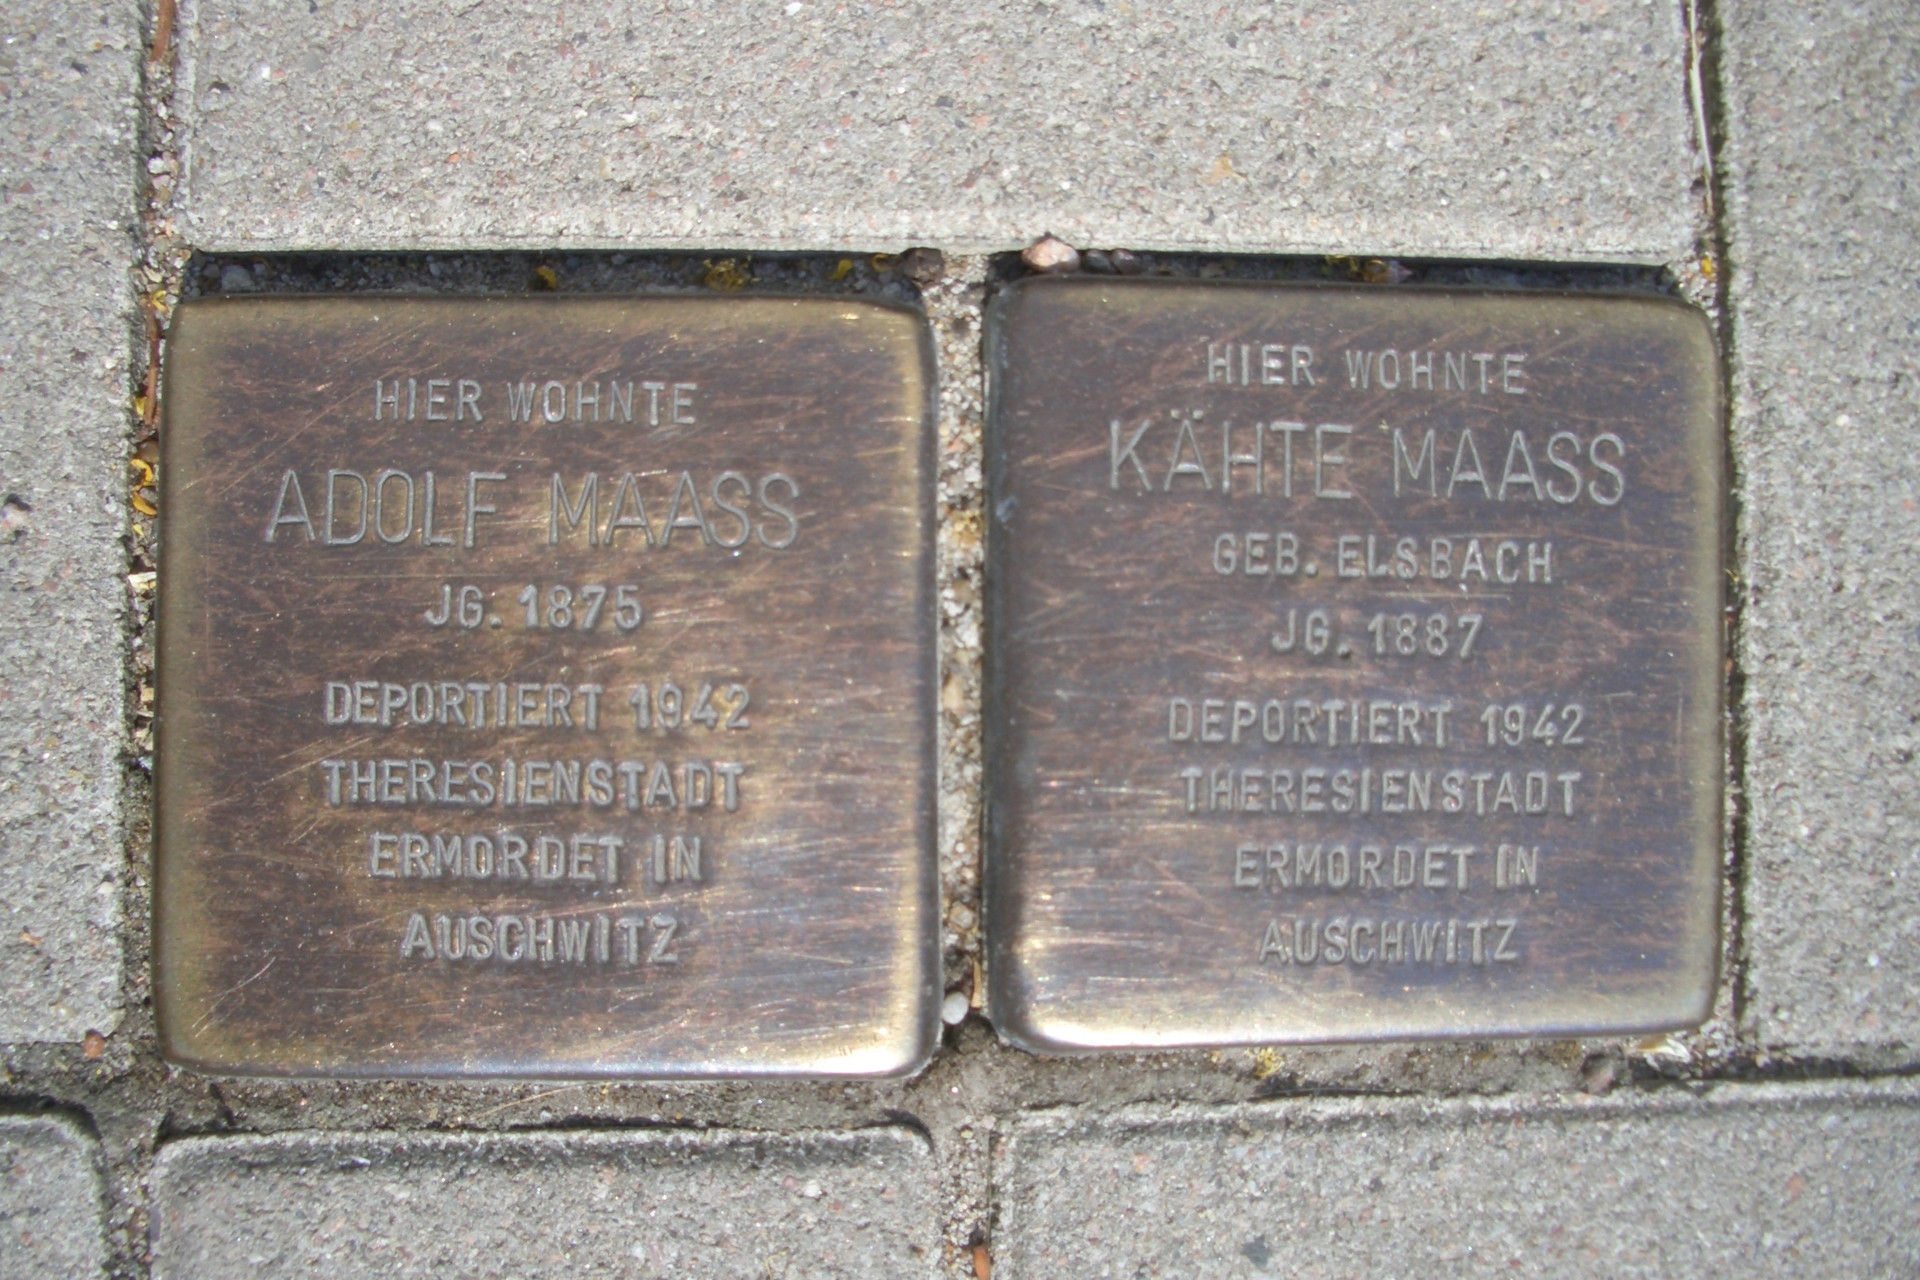 HIER WOHNTE
ADOLF MAASS
JG. 1875
DEPORTIERT 1942
THERESIENSTADT
ERMORDET IN
AUSCHWITZ
HIER WOHNTE
KÄHTE MAASS
GEB. ELSBACH
JG. 1887
DEPORTIERT 1942
THERESIENSTADT
ERMORDET IN
AUSCHWITZ